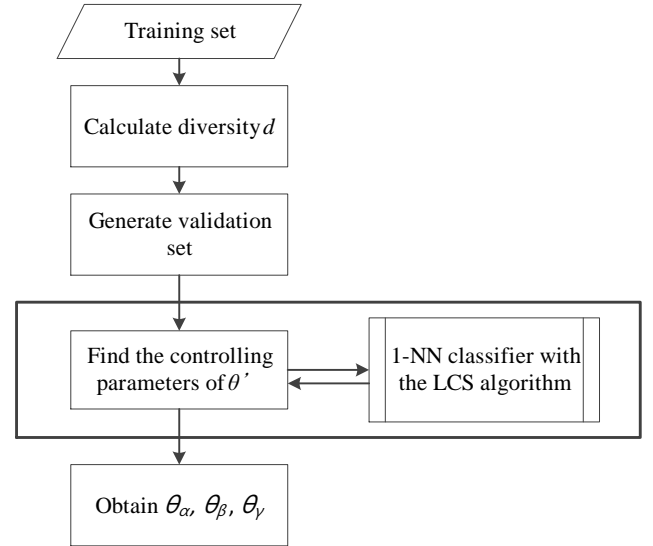 Training set
Calculate diversity d
Generate validation
set
Find the controlling
parameters of θ’
1-NN classifier with
the LCS algorithm
Obtain θα, θβ, θγ